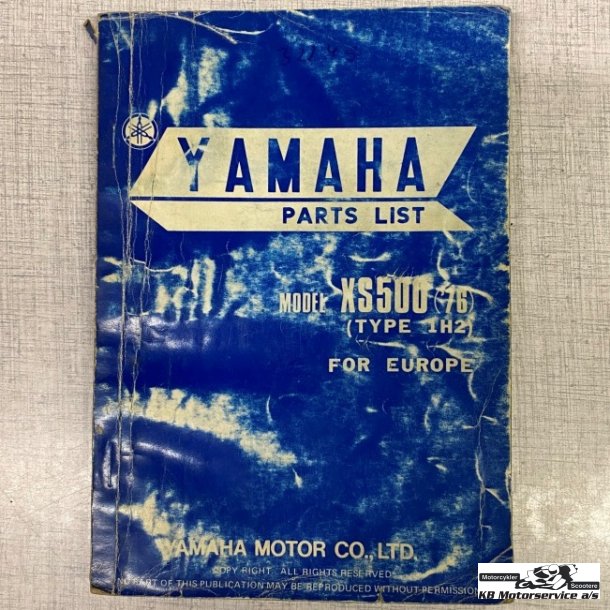 YAMAHA
PARTS LIST
MODEL XS500 ('76)
(TYPE 1H2)
FOR EUROPE
YAMAHA MOTOR CO., LTD.
COPY RIGHT. ALL RIGHTS RESERVED
NO PART OF THIS PUBLICATION MAY BE REPRODUCED WITHOUT PERMISSION
Motorcykler Scootere
KB Motorservice a/s